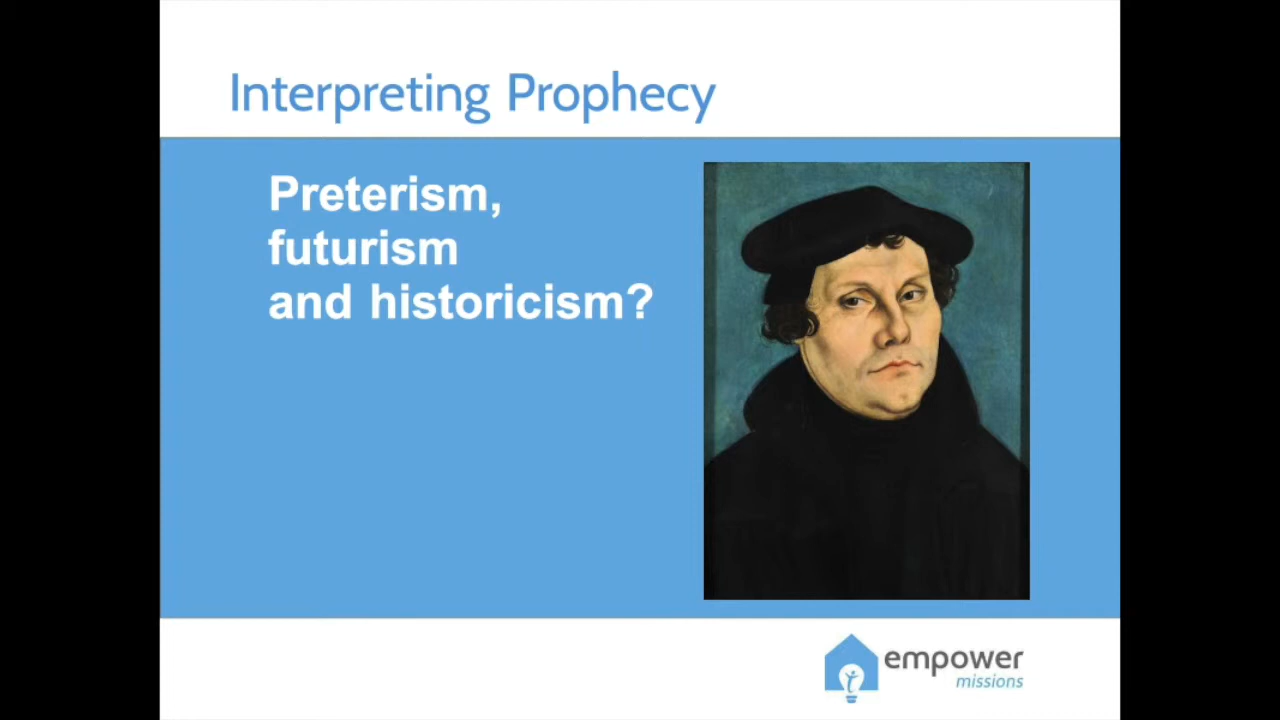 Interpreting Prophecy
Preterism,
futurism
and historicism?
empower
missions